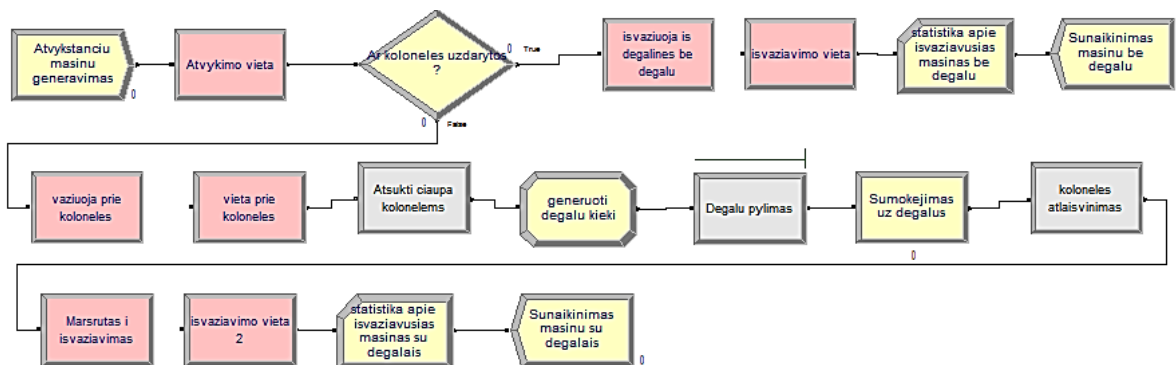 Atvykstanciu
masinu
generavimas
0
Atvykimo vieta
Ar koloneles uzdarytos
?
0
True
0
False
isvaziuoja is
degalines be
degalu
isvaziavimo vieta
statistika apie
isvaziavusias
masinas be
degalu
Sunaikinimas
masinu be
degalu
0
vaziuoja prie
koloneles
vieta prie
koloneles
Atsukti ciaupa
kolonelems
generuoti
degalu kieki
Degalu pylimas
Sumokejimas
uz degalus
0
koloneles
atlaisvinimas
Marsrutas i
isvaziavimas
isvaziavimo vieta
2
statistika apie
isvaziavusias
masinas su
degalais
Sunaikinimas
masinu su
degalais
0